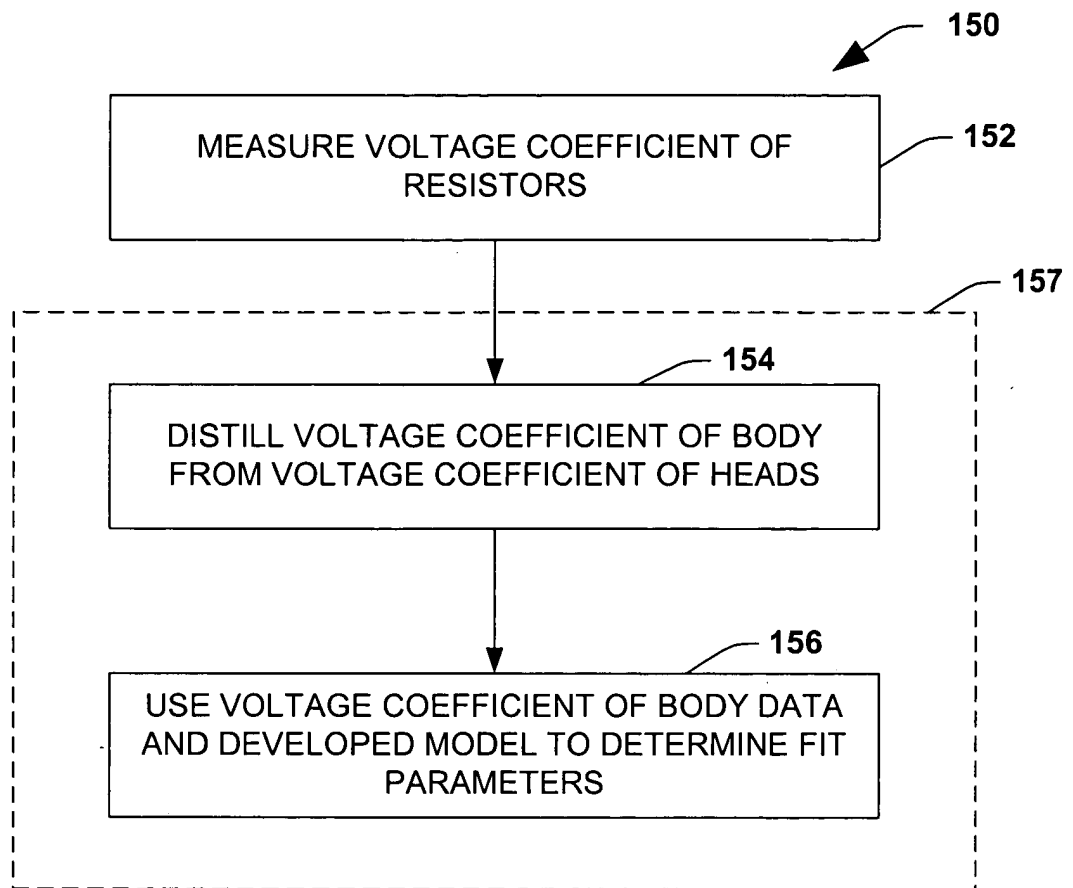 150
MEASURE VOLTAGE COEFFICIENT OF
RESISTORS
152
157
154
DISTILL VOLTAGE COEFFICIENT OF BODY
FROM VOLTAGE COEFFICIENT OF HEADS
156
USE VOLTAGE COEFFICIENT OF BODY DATA
AND DEVELOPED MODEL TO DETERMINE FIT
PARAMETERS